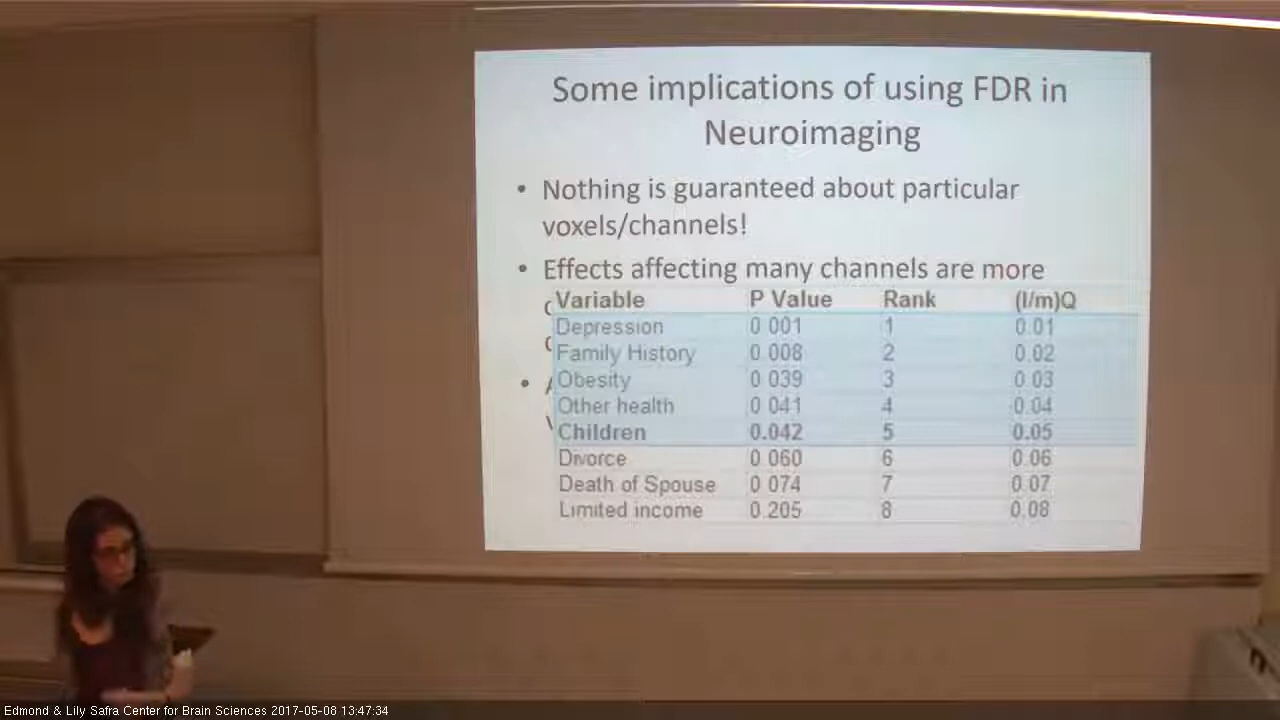 Some implications of using FDR in
Neuroimaging
• Nothing is guaranteed about particular
voxels/channels!
• Effects affecting many channels are more
Variable P Value Rank (I/m)Q
Depression 0 001 1 0.01
Family History 0 008 2 0.02
Obesity 0 039 3 0 03
Other health 0 041 4 0.04
Children 0.042 5 0.05
Divorce 0 060 6 0 06
Death of Spouse 0 074 7 0 07
Limited income 0.205 8 0.08
Edmond & Lily Safra Center for Brain Sciences 2017-05-08 13:47:34